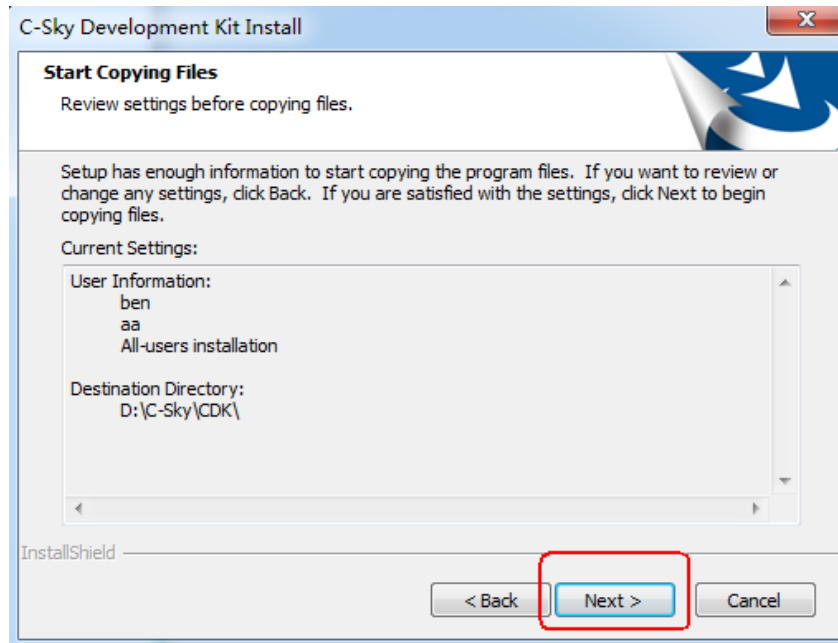 C-Sky Development Kit Install
Start Copying Files
Review settings before copying files.
Setup has enough information to start copying the program files.  If you want to review or
change any settings, click Back.  If you are satisfied with the settings, click Next to begin
copying files.
Current Settings:
User Information:
ben
aa
All-users installation
Destination Directory:
D:\C-Sky\CDK\
InstallShield
< Back
Next >
Cancel